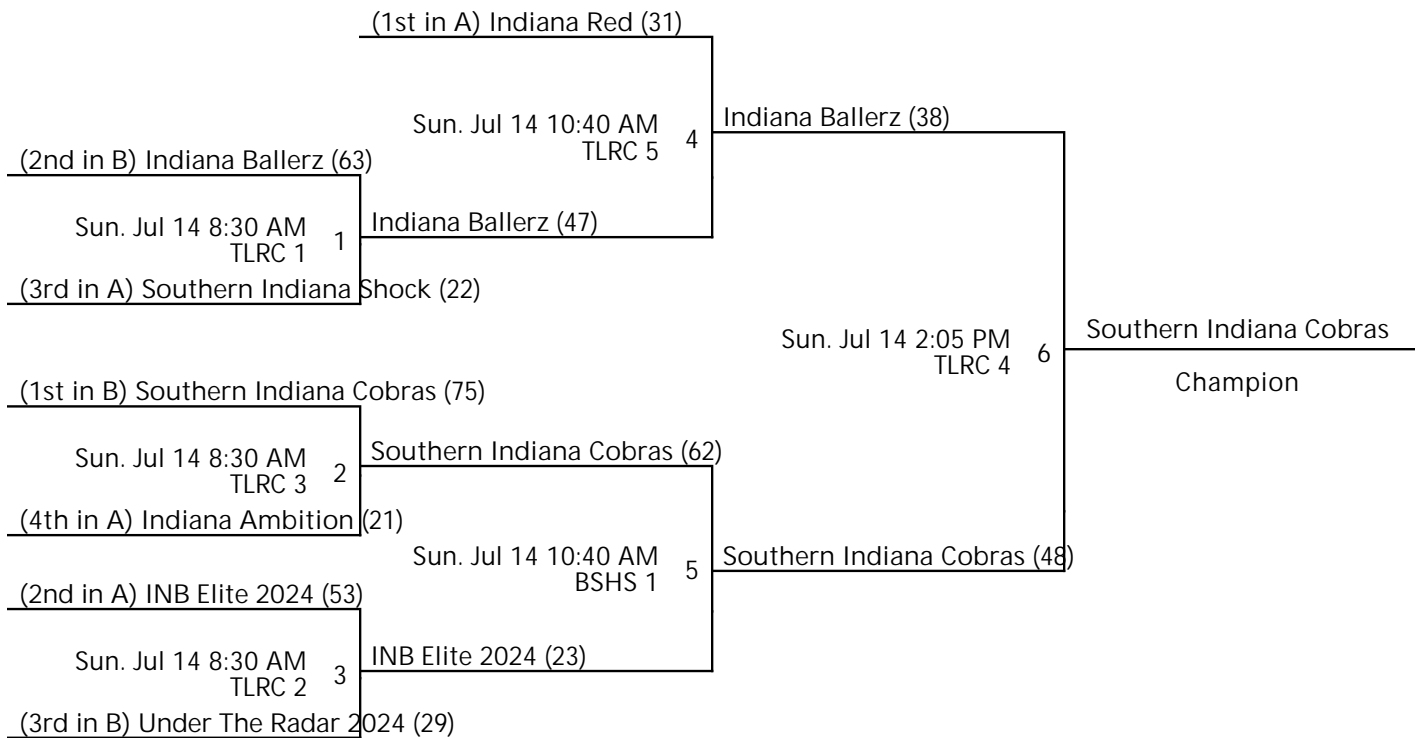 (1st in A) Indiana Red (31)
Sun. Jul 14 10:40 AM
TLRC 5
4
Indiana Ballerz (38)
(2nd in B) Indiana Ballerz (63)
Sun. Jul 14 8:30 AM
TLRC 1
1
Indiana Ballerz (47)
(3rd in A) Southern Indiana Shock (22)
Sun. Jul 14 2:05 PM
TLRC 4
6
Southern Indiana Cobras
Champion
(1st in B) Southern Indiana Cobras (75)
Sun. Jul 14 8:30 AM
TLRC 3
2
Southern Indiana Cobras (62)
(4th in A) Indiana Ambition (21)
Sun. Jul 14 10:40 AM
BSHS 1
5
Southern Indiana Cobras (48)
(2nd in A) INB Elite 2024 (53)
Sun. Jul 14 8:30 AM
TLRC 2
3
INB Elite 2024 (23)
(3rd in B) Under The Radar 2024 (29)